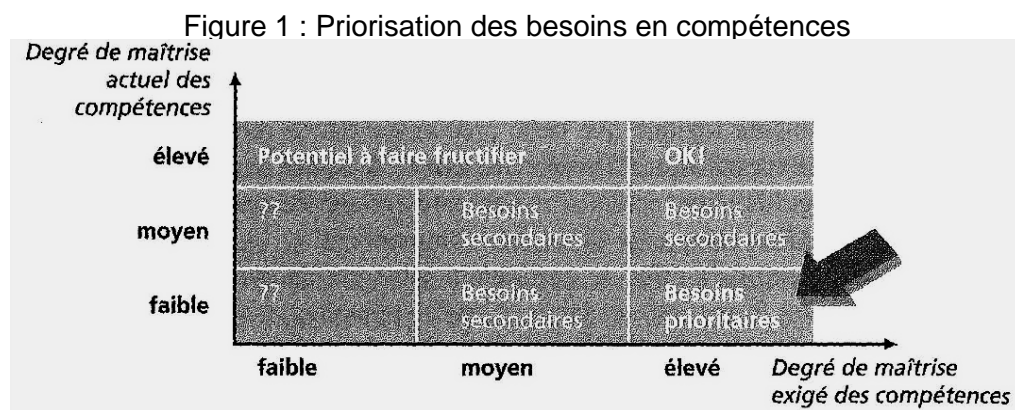 Figure 1 : Priorisation des besoins en compétences
Degré de maîtrise
actuel des
compétences
élevé
Potentiel à faire fructifier
OK!
moyen
??
Besoins
secondaires
Besoins
secondaires
faible
??
Besoins
secondaires
Besoins
prioritaires
faible
moyen
élevé
Degré de maîtrise
exigé des compétences